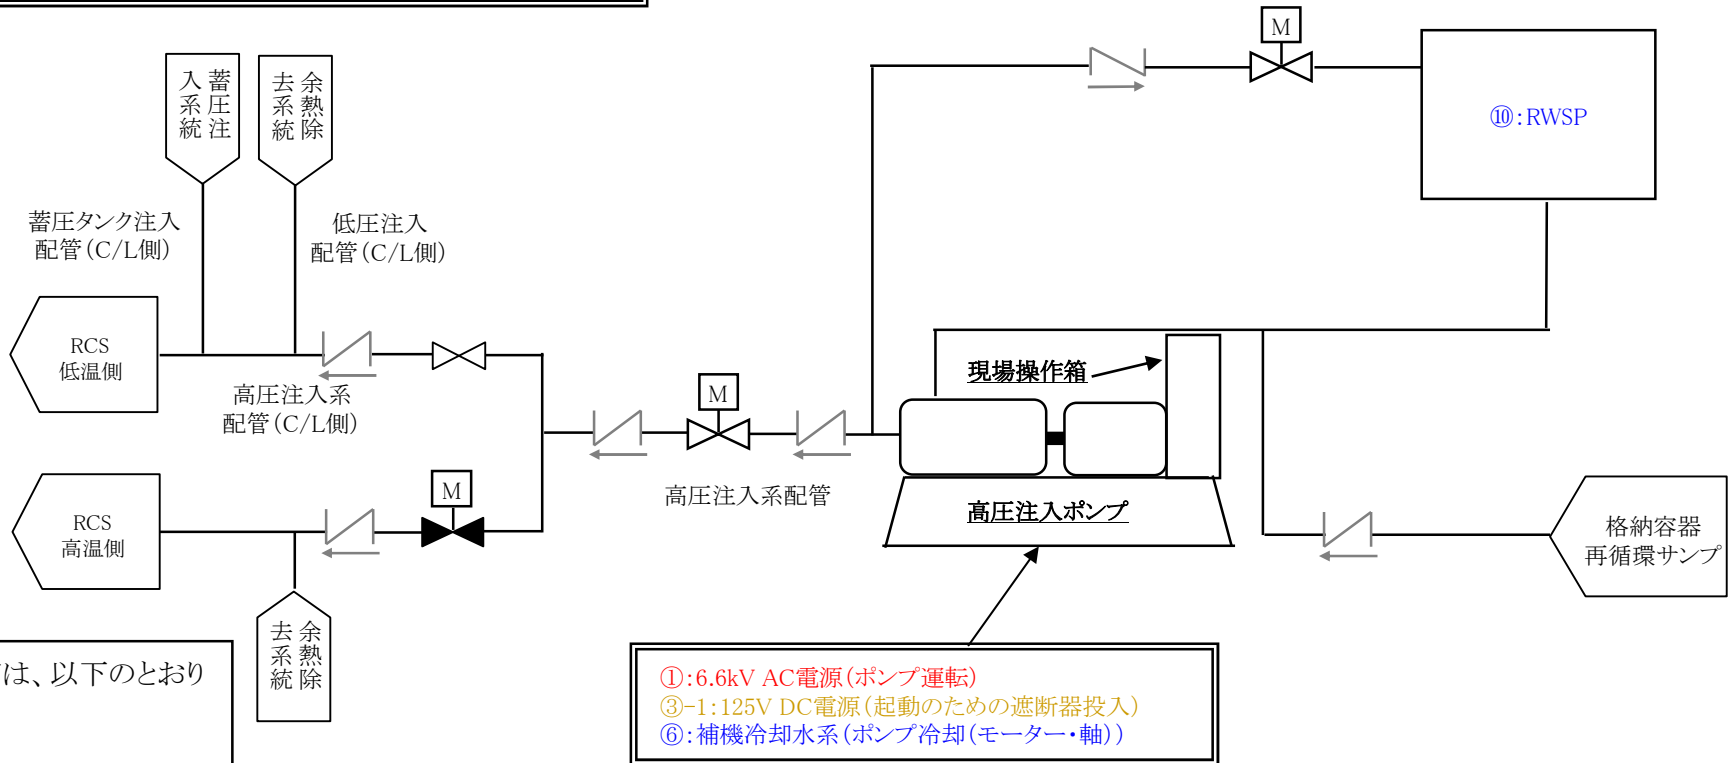 M
⑩:RWSP
蓄圧注
入系統
余熱除
去系統
蓄圧タンク注入
配管(C/L側)
低圧注入
配管(C/L側)
RCS
低温側
高圧注入系
配管(C/L側)
現場操作箱
M
高圧注入系配管
高圧注入ポンプ
M
RCS
高温側
格納容器
再循環サンプ
余熱除
去系統
は、以下のとおり
①:6.6kV AC電源(ポンプ運転)
③-1:125V DC電源(起動のための遮断器投入)
⑥:補機冷却水系(ポンプ冷却(モーター・軸))